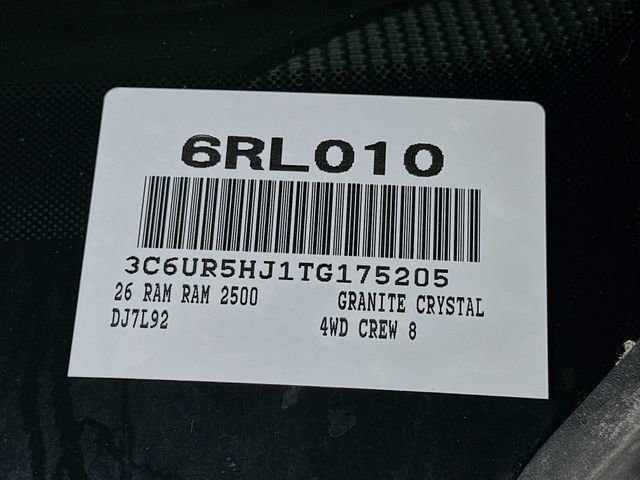 6RL010
3C6UR5HJ1TG175205
26 RAM RAM 2500 GRANITE CRYSTAL
DJ7L92 4WD CREW 8